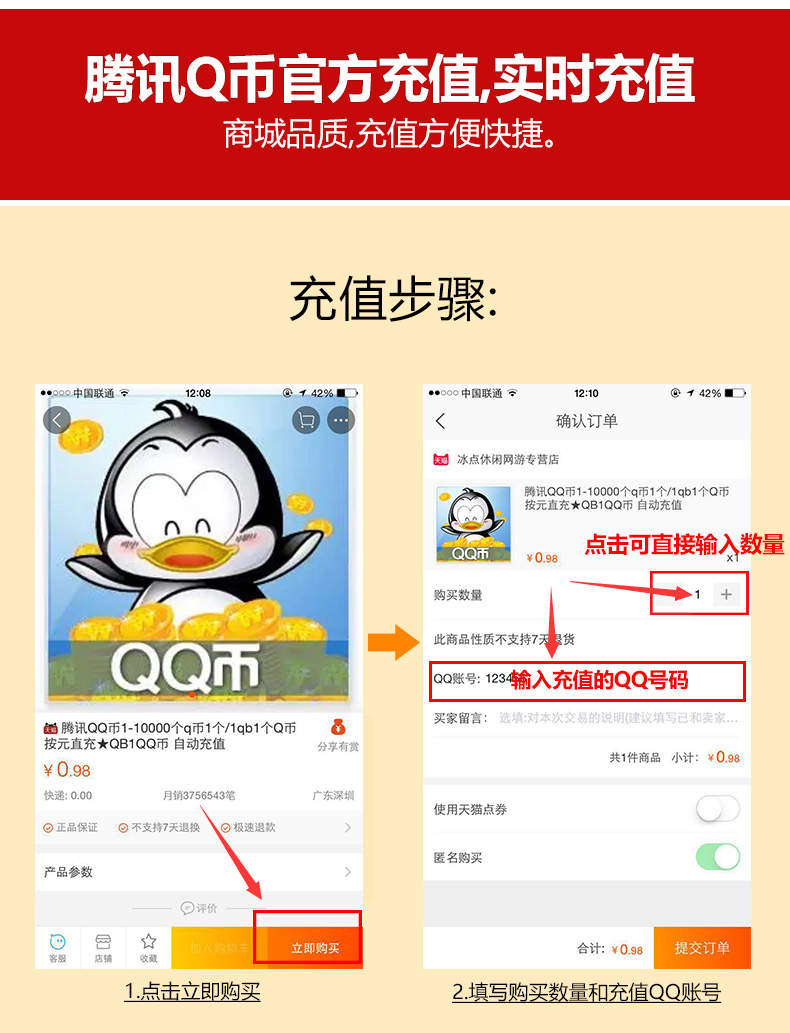 腾讯Q币官方充值,实时充值
商城品质,充值方便快捷。
充值步骤:
中国联通
12:08
42%
QQ币
天猫
腾讯QQ币1-10000个q币1个/1qb1个Q币
按元直充★QB1QQ币 自动充值
分享有赏
¥0.98
快递: 0.00
月销3756543笔
广东深圳
正品保证
不支持7天退换
极速退款
产品参数
评价
客服
店铺
收藏
加入购物车
立即购买
1.点击立即购买
中国联通
12:10
42%
确认订单
天猫
冰点休闲网游专营店
腾讯QQ币1-10000个q币1个/1qb1个Q币
按元直充★QB1QQ币 自动充值
QQ币
¥0.98
点击可直接输入数量
x1
购买数量
1
+
此商品性质不支持7天退货
QQ账号: 123456
输入充值的QQ号码
买家留言:
选填:对本次交易的说明(建议填写已和卖家...
共1件商品
小计: ¥0.98
使用天猫点券
匿名购买
合计: ¥0.98
提交订单
2.填写购买数量和充值QQ账号